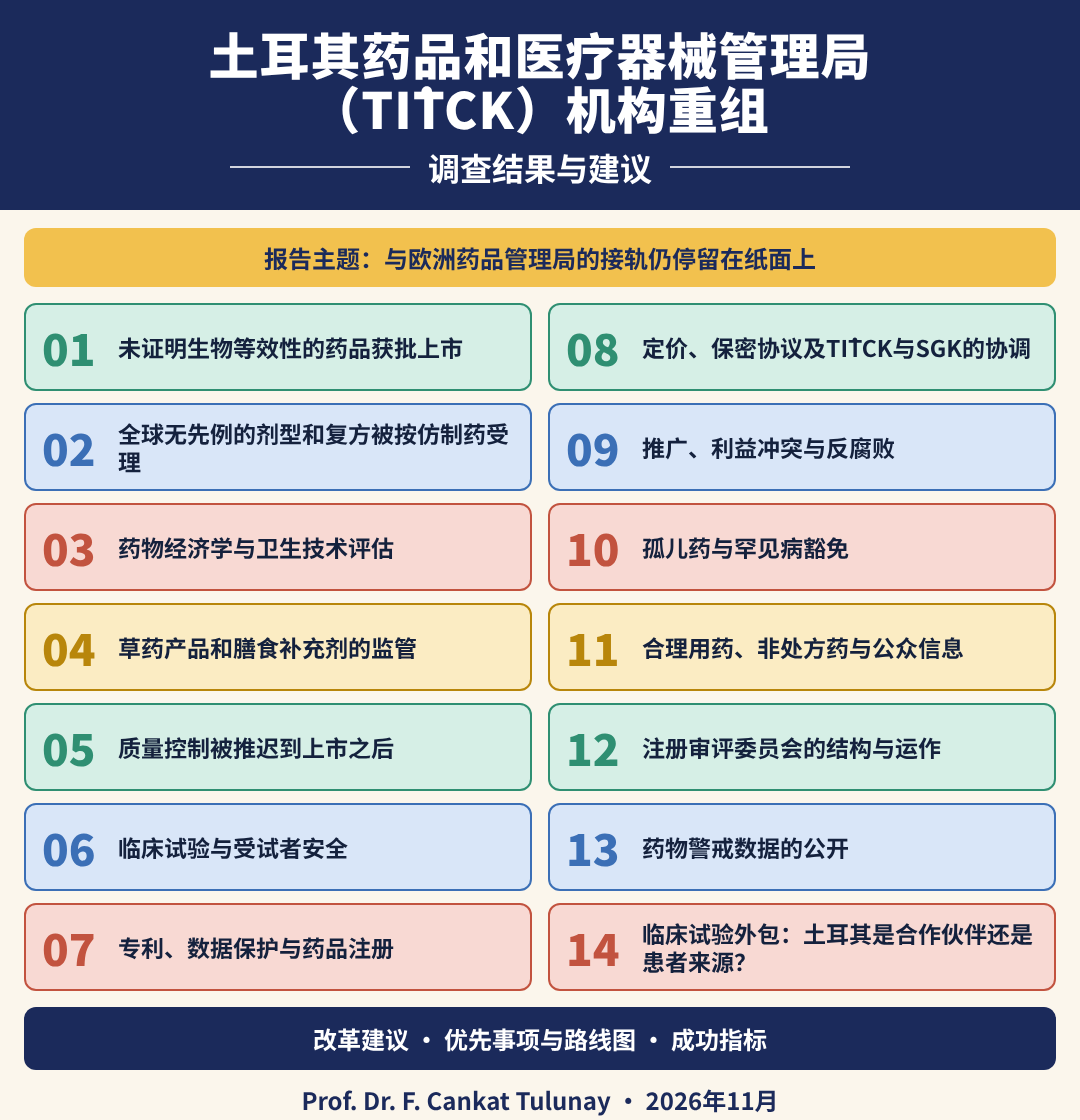 土耳其药品和医疗器械管理局
（TİTCK）机构重组
调查结果与建议
报告主题：与欧洲药品管理局的接轨仍停留在纸面上
01 未证明生物等效性的药品获批上市
02 全球无先例的剂型和复方被按仿制药受
理
03 药物经济学与卫生技术评估
04 草药产品和膳食补充剂的监管
05 质量控制被推迟到上市之后
06 临床试验与受试者安全
07 专利、数据保护与药品注册
08 定价、保密协议及TİTCK与SGK的协调
09 推广、利益冲突与反腐败
10 孤儿药与罕见病豁免
11 合理用药、非处方药与公众信息
12 注册审评委员会的结构与运作
13 药物警戒数据的公开
14 临床试验外包：土耳其是合作伙伴还是
患者来源？
改革建议 • 优先事项与路线图 • 成功指标
Prof. Dr. F. Cankat Tulunay • 2026年11月